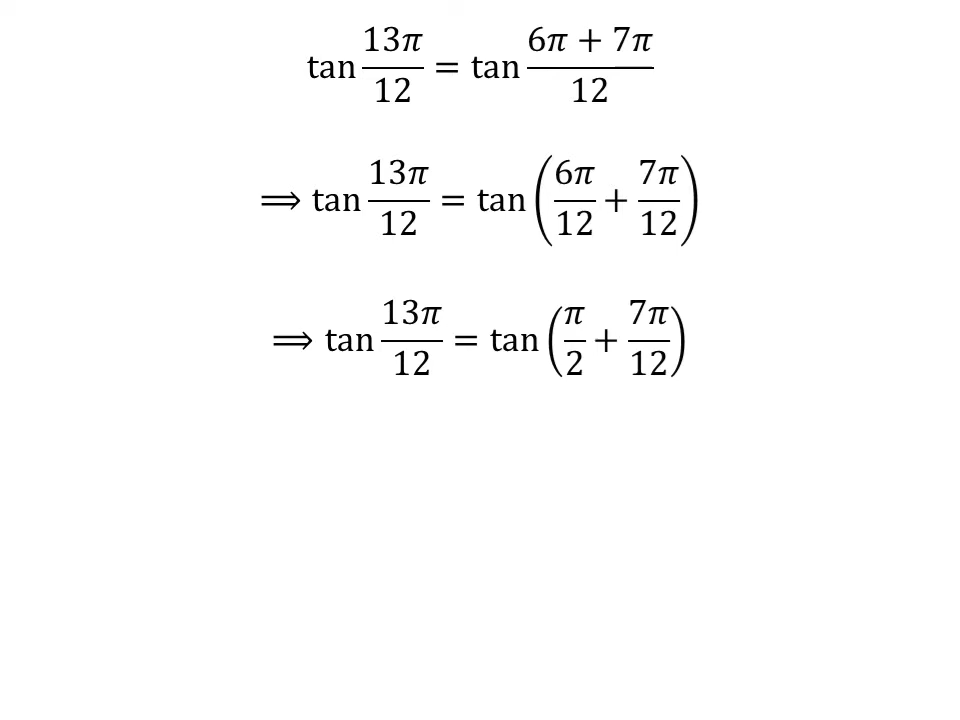 tan 13π/12 = tan (6π + 7π)/12
⟹ tan 13π/12 = tan (6π/12 + 7π/12)
⟹ tan 13π/12 = tan (π/2 + 7π/12)